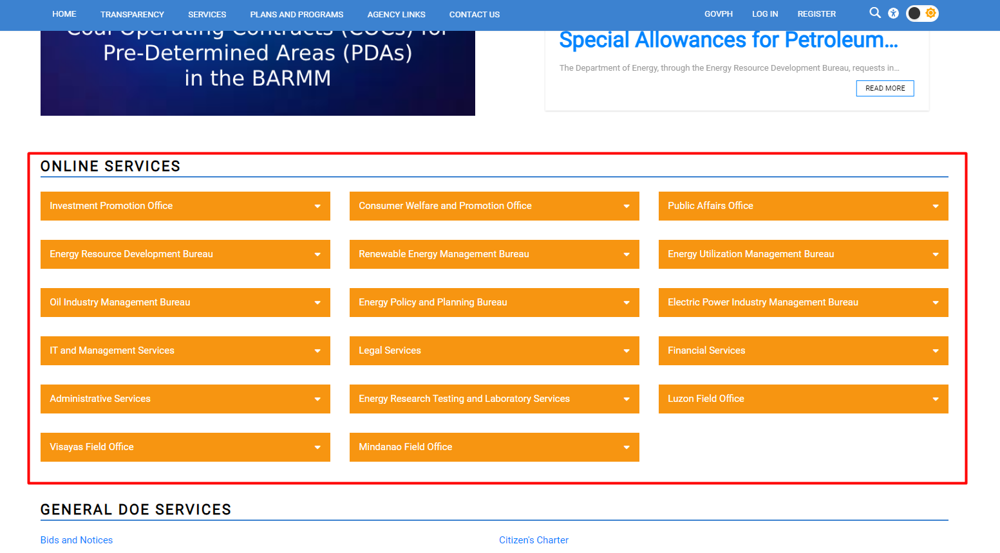 HOME TRANSPARENCY SERVICES PLANS AND PROGRAMS AGENCY LINKS CONTACT US GOVPH LOG IN REGISTER
Coal Operating Contracts (COCs) for
Pre-Determined Areas (PDAs)
in the BARMM
Special Allowances for Petroleum...
The Department of Energy, through the Energy Resource Development Bureau, requests in...
READ MORE
ONLINE SERVICES
Investment Promotion Office
Consumer Welfare and Promotion Office
Public Affairs Office
Energy Resource Development Bureau
Renewable Energy Management Bureau
Energy Utilization Management Bureau
Oil Industry Management Bureau
Energy Policy and Planning Bureau
Electric Power Industry Management Bureau
IT and Management Services
Legal Services
Financial Services
Administrative Services
Energy Research Testing and Laboratory Services
Luzon Field Office
Visayas Field Office
Mindanao Field Office
GENERAL DOE SERVICES
Bids and Notices
Citizen's Charter